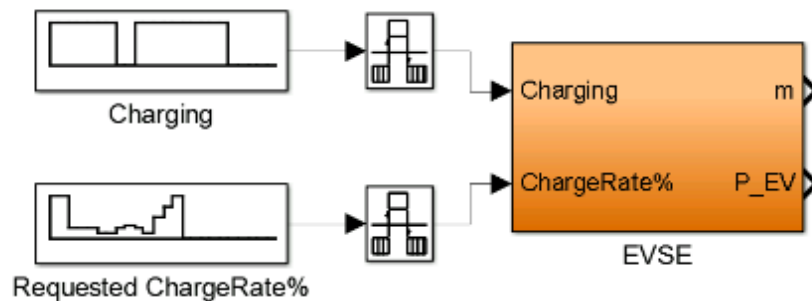 Charging
Charging
m
ChargeRate%
P_EV
EVSE
Requested ChargeRate%